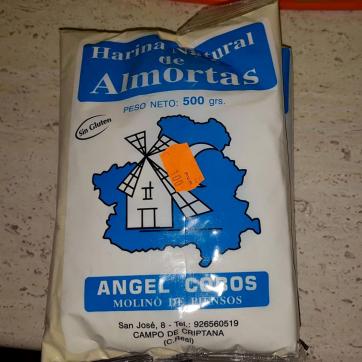 Harina Natural
de
Almortas
PESO NETO: 500 grs.
Sin Gluten
ANGEL COBOS
MOLINO DE PIENSOS
San José, 8 - Tel.: 926560519
CAMPO DE CRIPTANA
(C. Real)